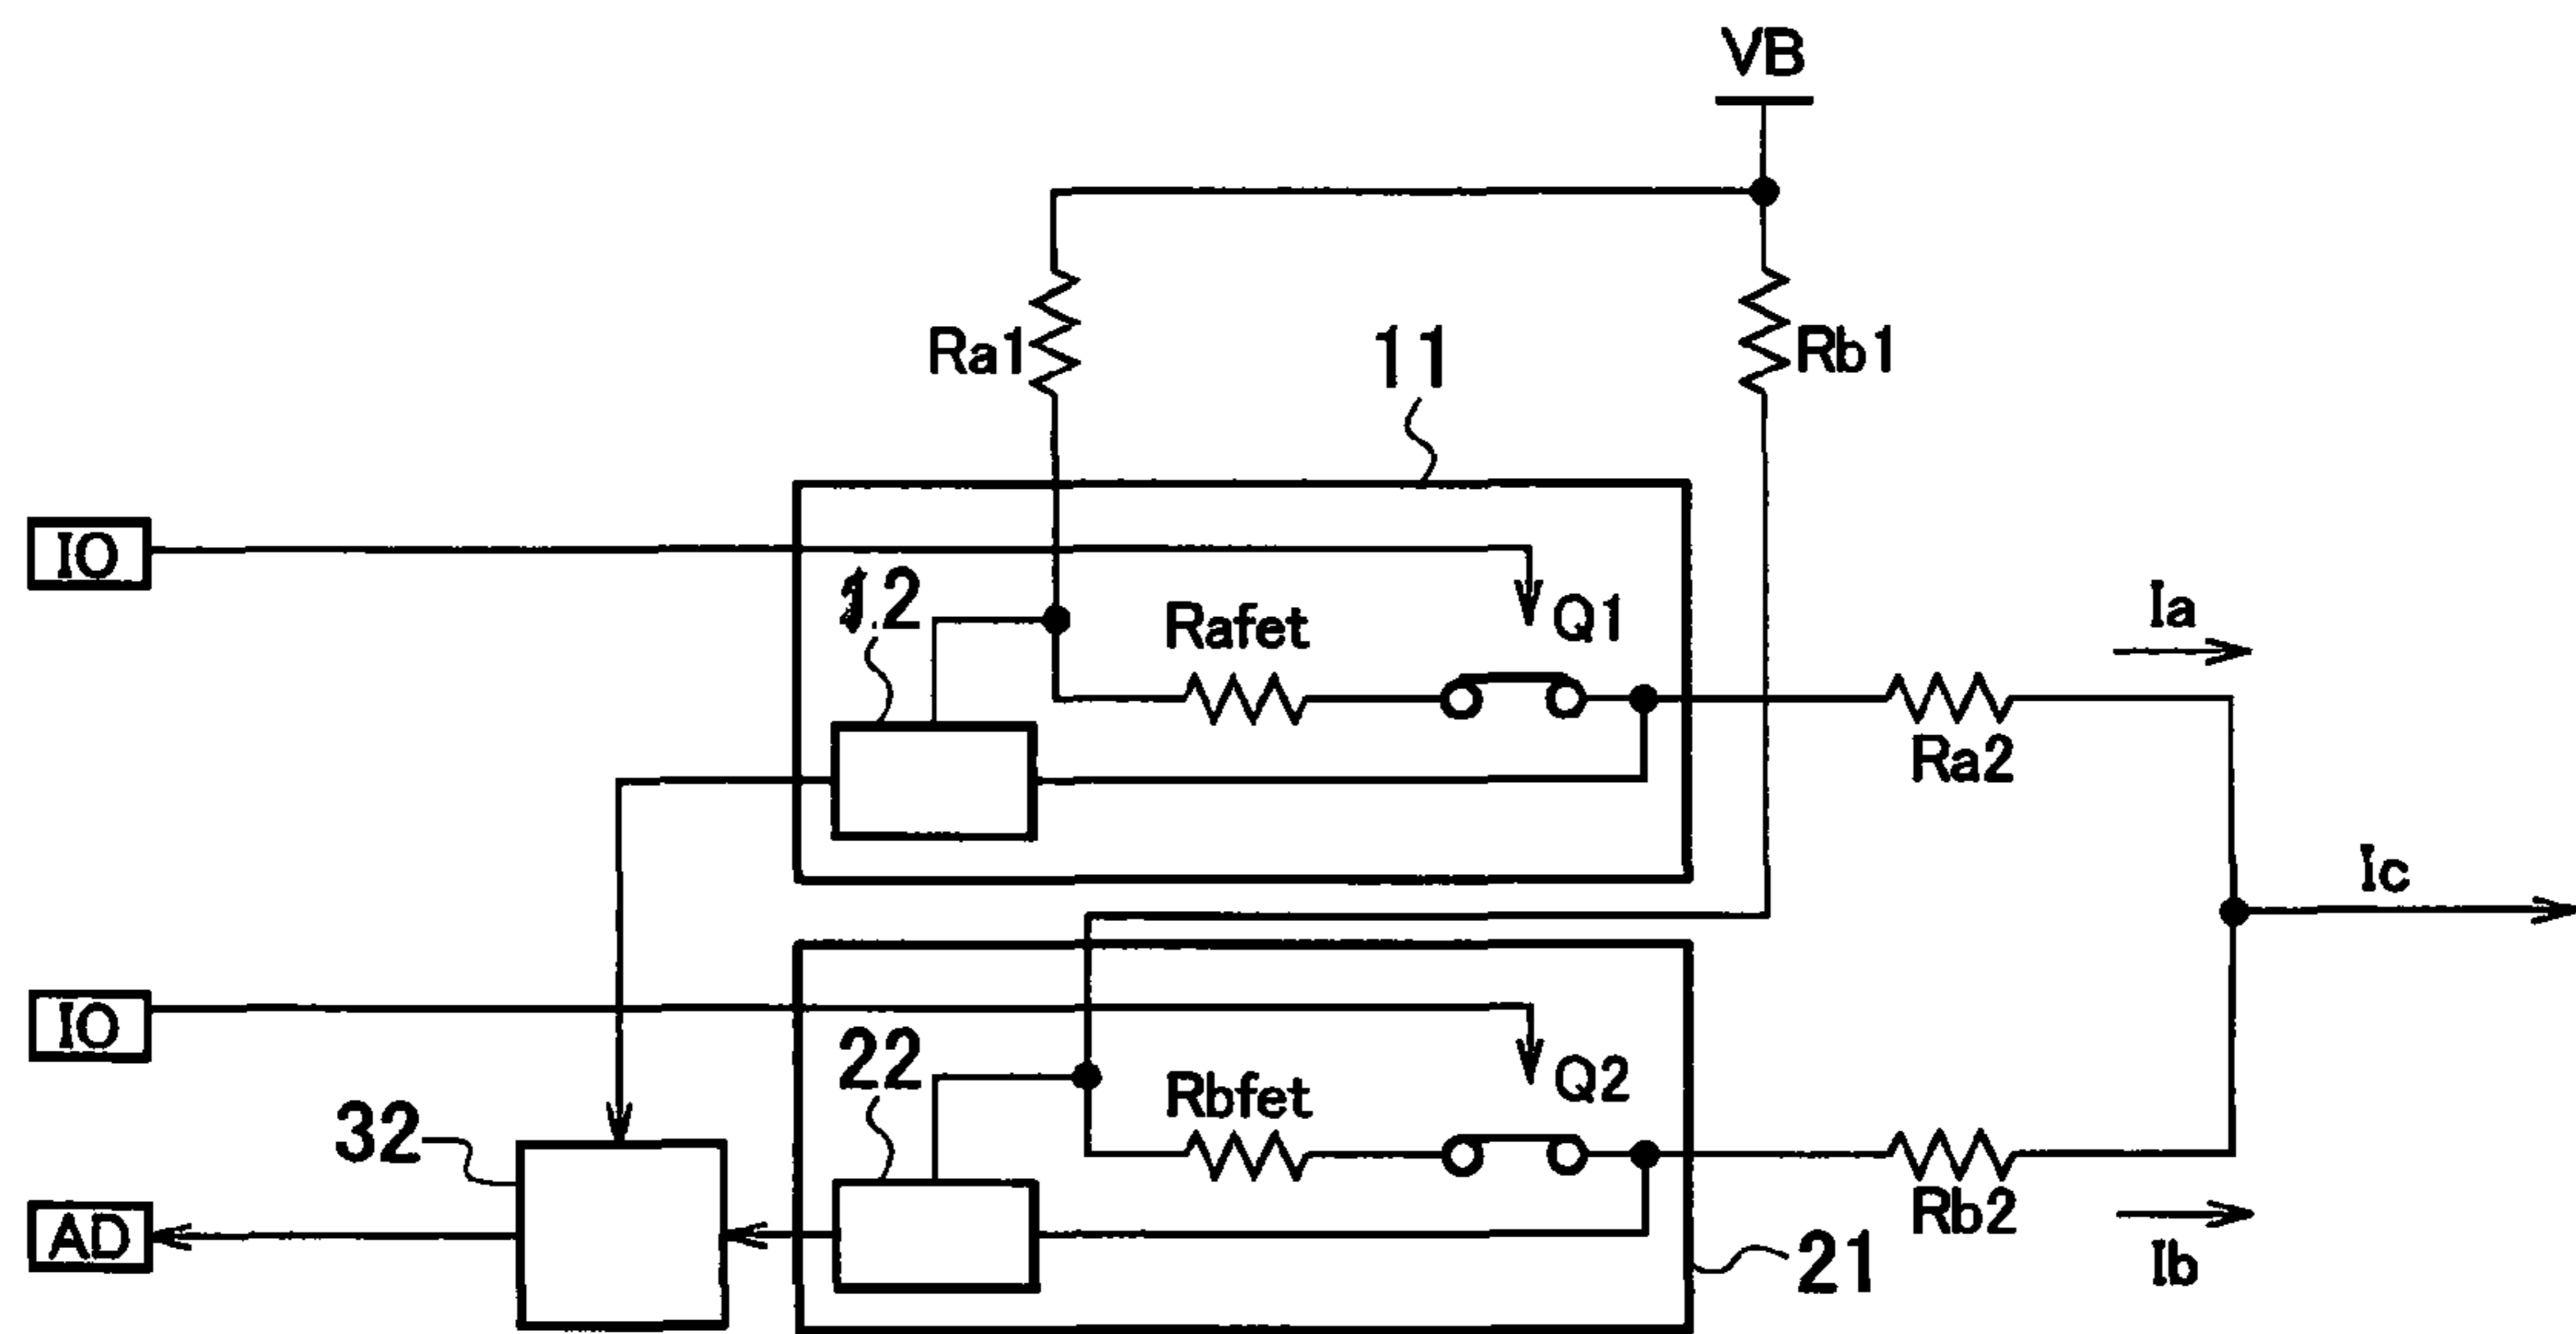 VB
Ra1
11
Rb1
IO
12
Rafet
Q1
Ia
Ra2
Ic
IO
22
Rbfet
Q2
32
Rb2
AD
21
Ib